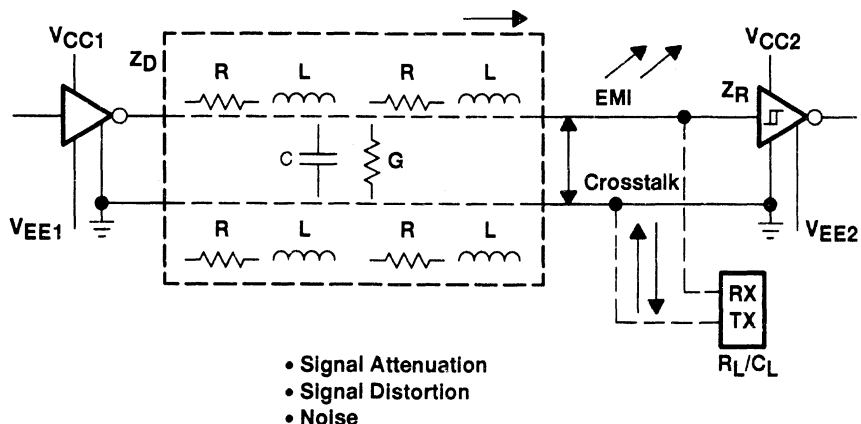 VCC1
ZD
R L R L
EMI
VCC2
ZR
C
G
Crosstalk
VEE1
R L R L
VEE2
RX
TX
RL/CL
• Signal Attenuation
• Signal Distortion
• Noise